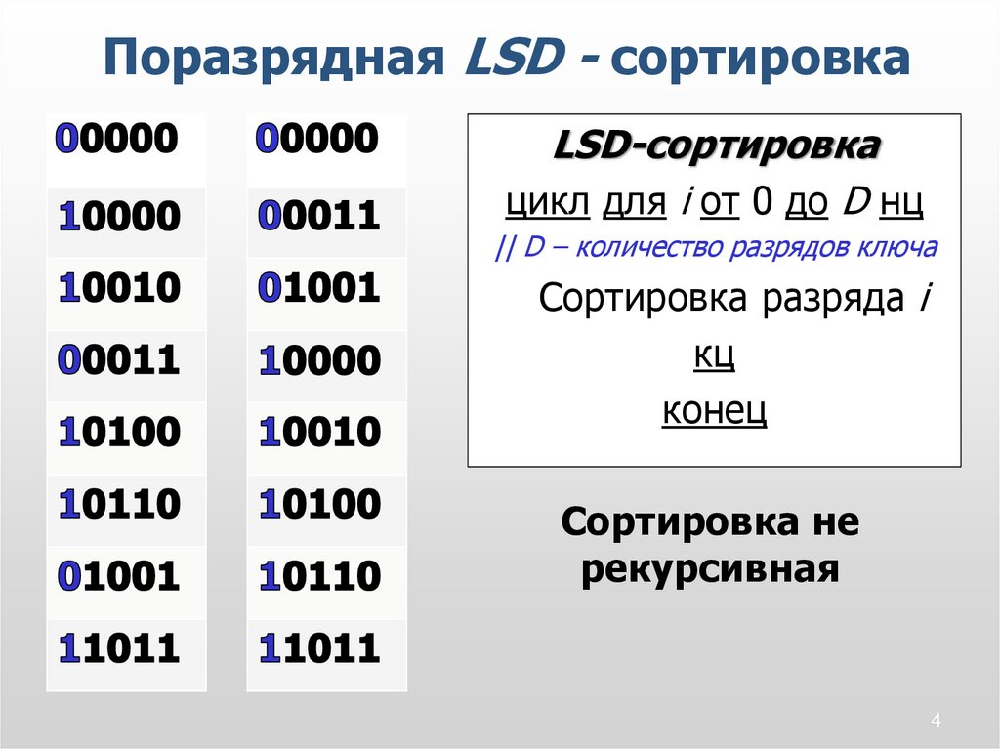 Поразрядная LSD - сортировка
00000 00000
10000 00011
10010 01001
00011 10000
10100 10010
10110 10100
01001 10110
11011 11011
LSD-сортировка
цикл для i от 0 до D нц
// D – количество разрядов ключа
Сортировка разряда i
кц
конец
Сортировка не
рекурсивная
4